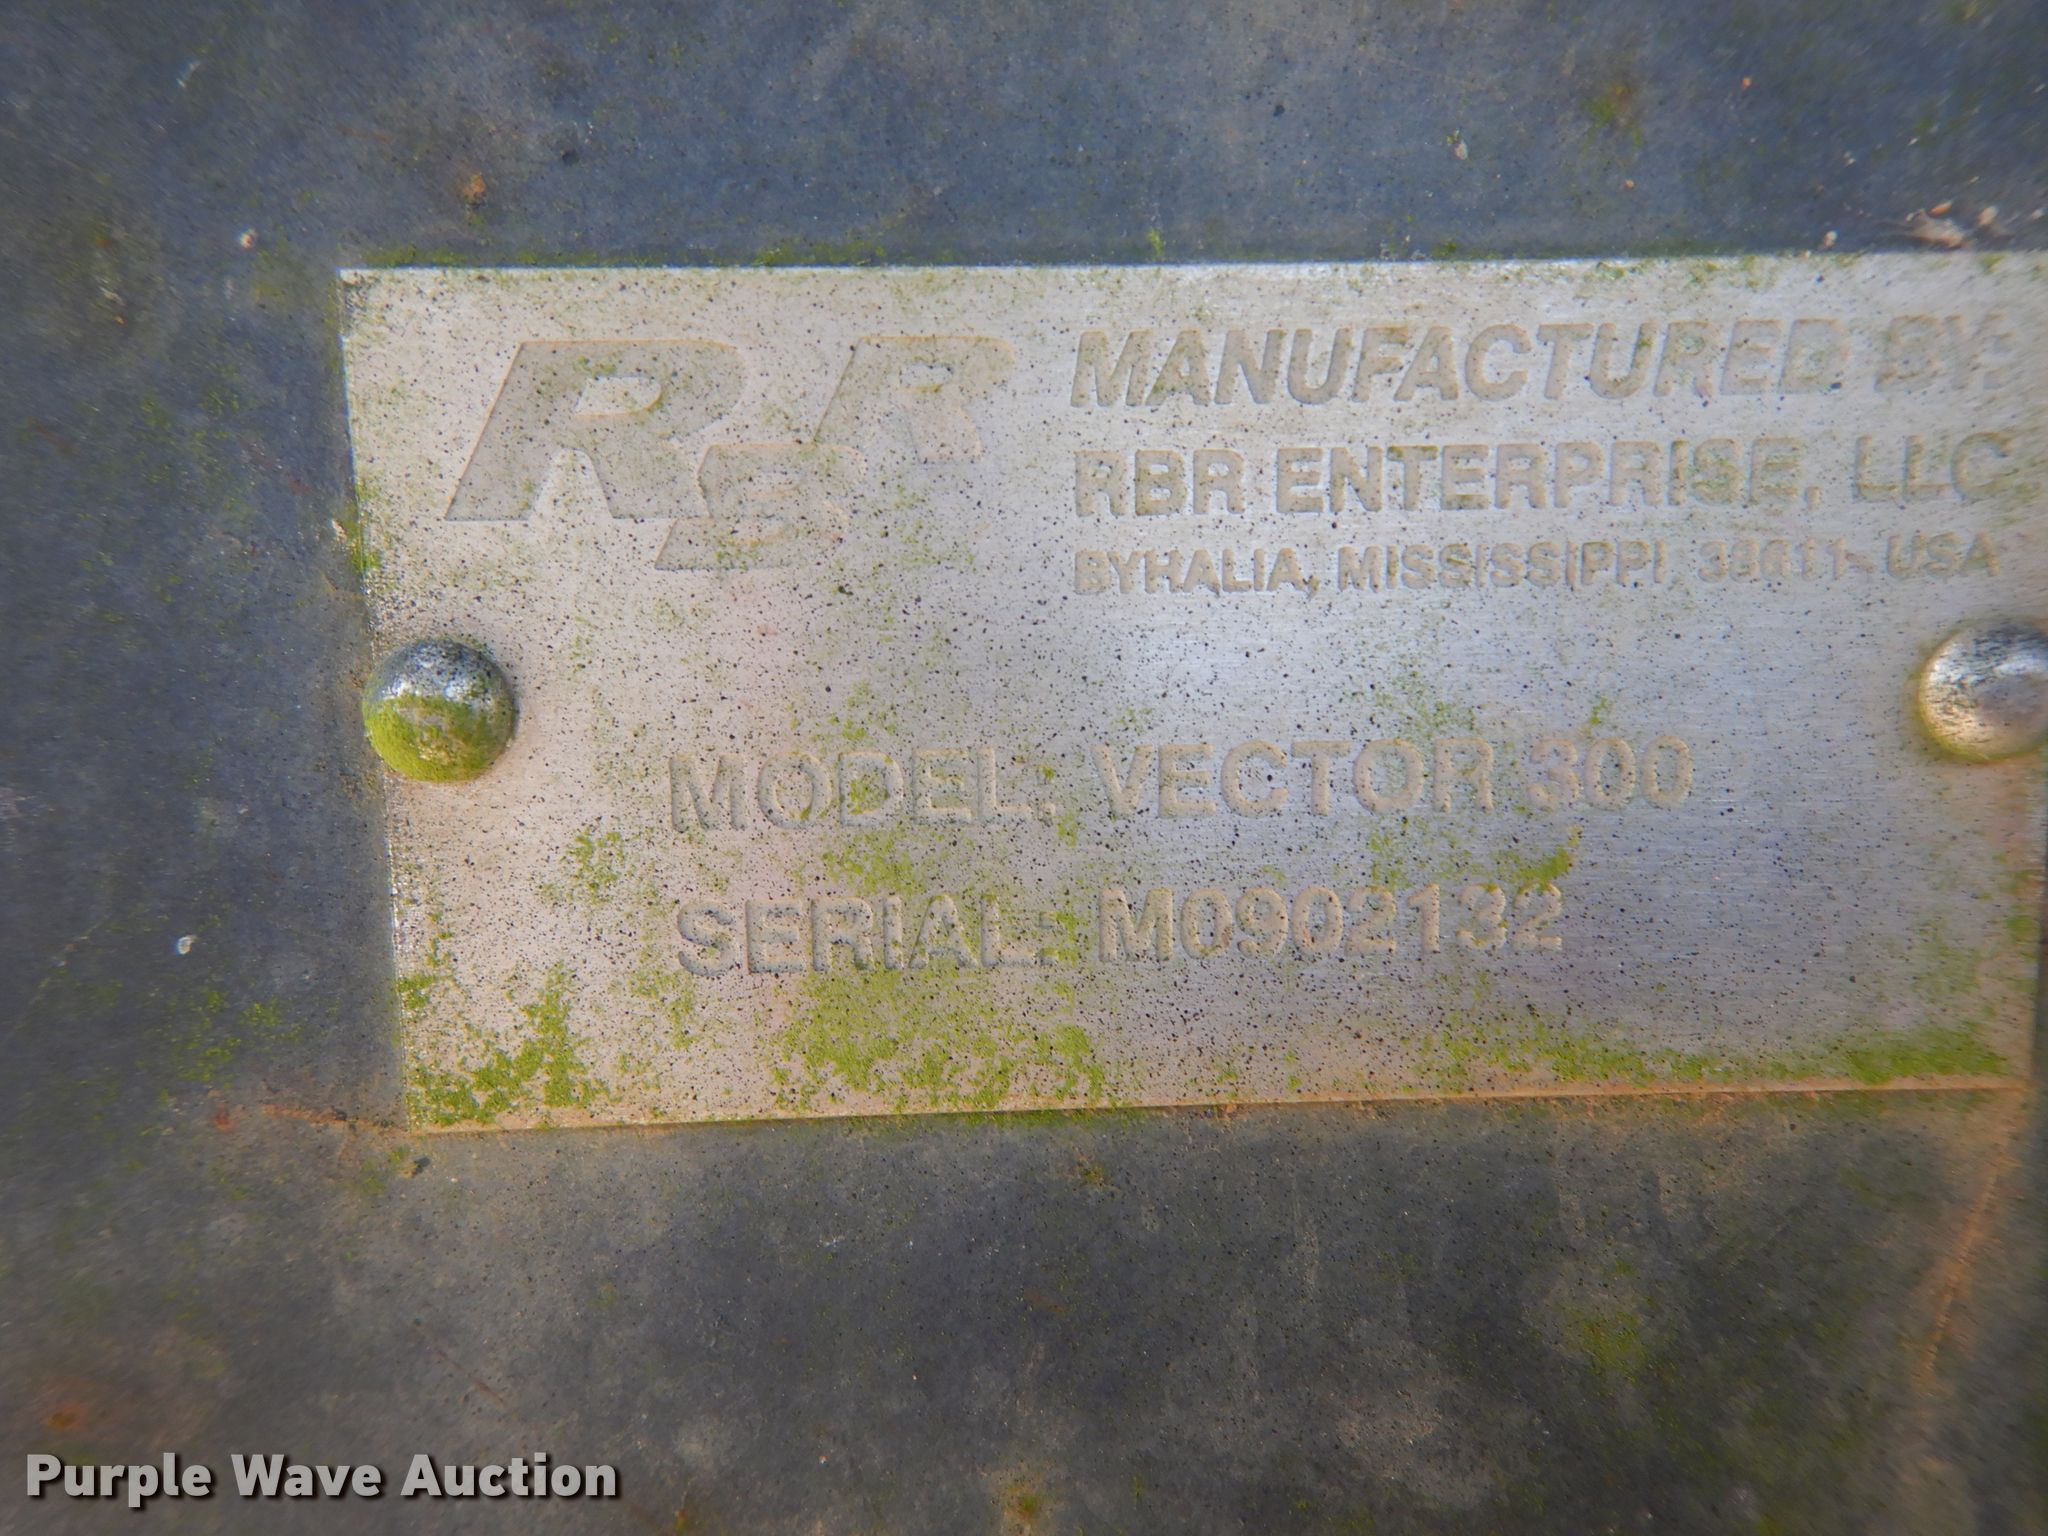 RBR
MANUFACTURED BY:
RBR ENTERPRISE, LLC
BYHALIA, MISSISSIPPI 38611 USA
MODEL: VECTOR 300
SERIAL: M0902132
Purple Wave Auction